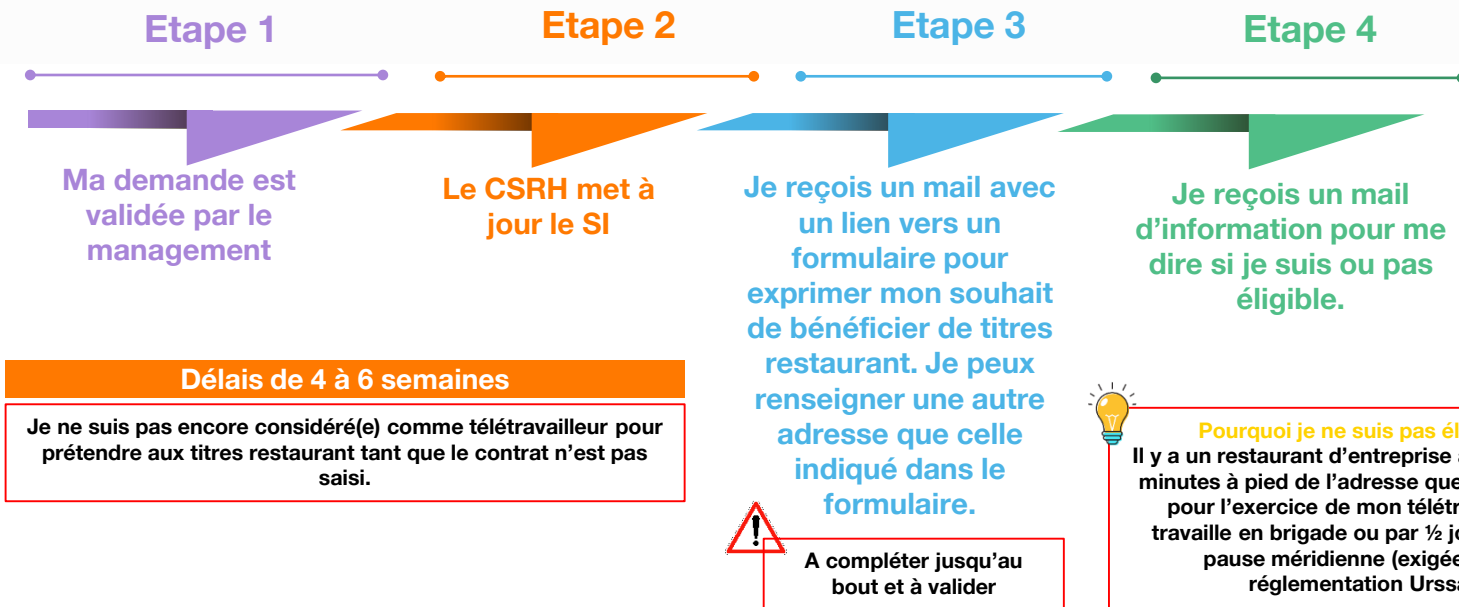 Etape 1
Etape 2
Etape 3
Etape 4
Ma demande est
validée par le
management
Le CSRH met à
jour le SI
Je reçois un mail avec
un lien vers un
formulaire pour
exprimer mon souhait
de bénéficier de titres
restaurant. Je peux
renseigner une autre
adresse que celle
indiqué dans le
formulaire.
Je reçois un mail
d’information pour me
dire si je suis ou pas
éligible.
Délais de 4 à 6 semaines
Je ne suis pas encore considéré(e) comme télétravailleur pour
prétendre aux titres restaurant tant que le contrat n’est pas
saisi.
A compléter jusqu’au
bout et à valider
Pourquoi je ne suis pas
Il y a un restaurant d’entreprise
minutes à pied de l’adresse que
pour l’exercice de mon
travaille en brigade ou par ½
pause méridienne
réglementation